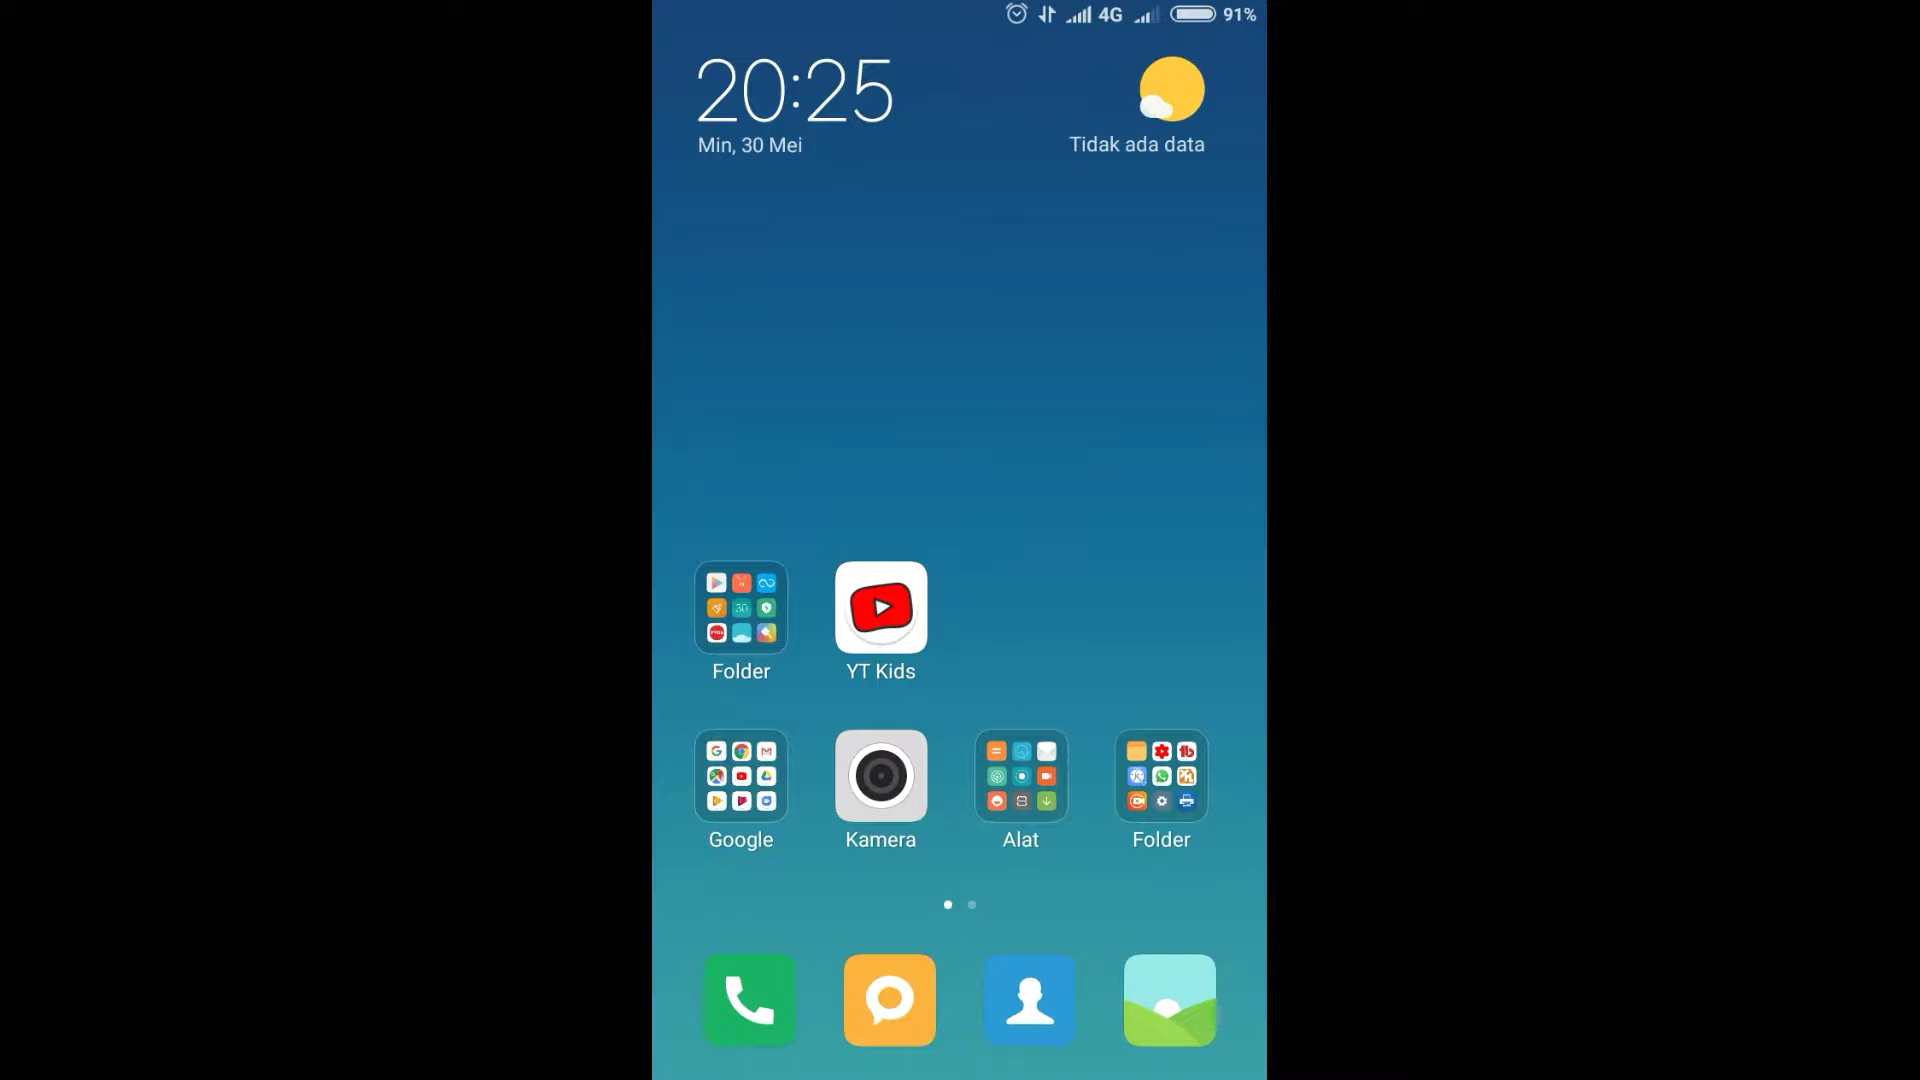 4G 91%
20:25
Min, 30 Mei
Tidak ada data
Folder
YT Kids
Google
Kamera
Alat
Folder